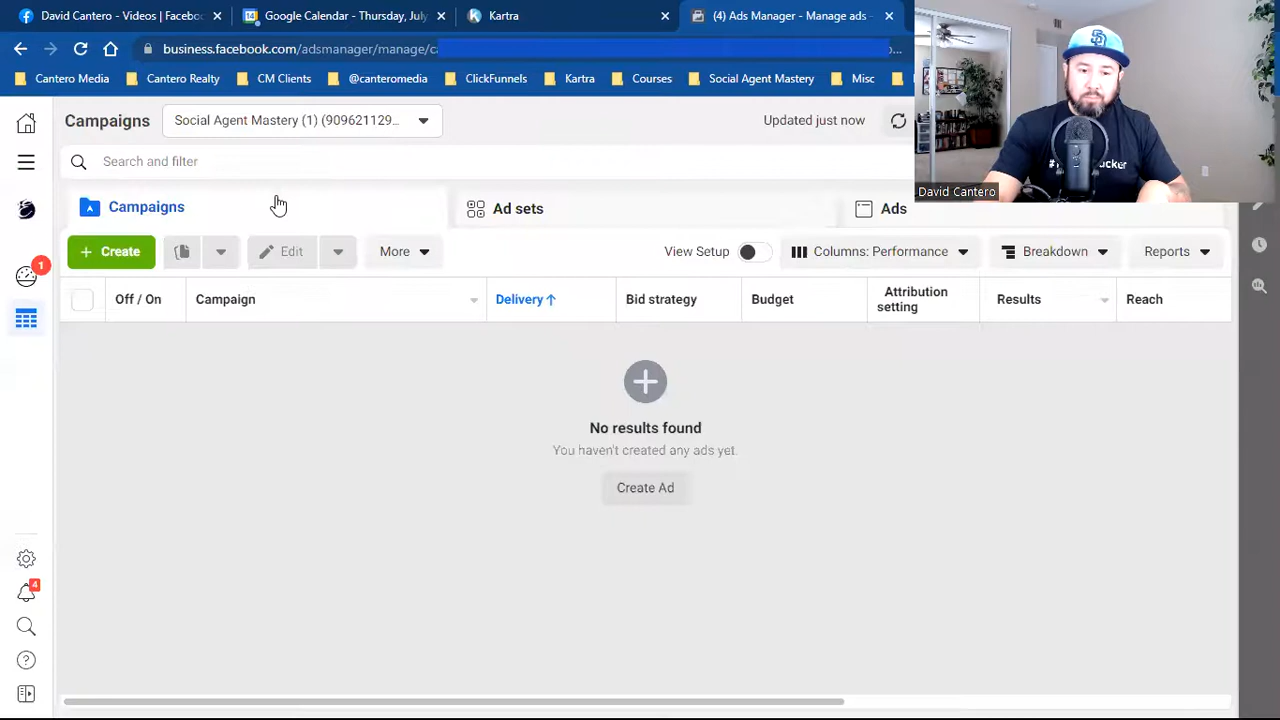 David Cantero - Videos | Facebo
Google Calendar - Thursday, July
Kartra
(4) Ads Manager - Manage ads -
business.facebook.com/adsmanager/manage/c
...
Cantero Media
Cantero Realty
CM Clients
@canteromedia
ClickFunnels
Kartra
Courses
Social Agent Mastery
Misc
Campaigns
Social Agent Mastery (1) (909621129...
Updated just now
Search and filter
David Cantero
Campaigns
Ad sets
Ads
+ Create
Edit
More
View Setup
Columns: Performance
Breakdown
Reports
1
Off / On
Campaign
Delivery ↑
Bid strategy
Budget
Attribution
setting
Results
Reach
No results found
You haven't created any ads yet.
Create Ad
4